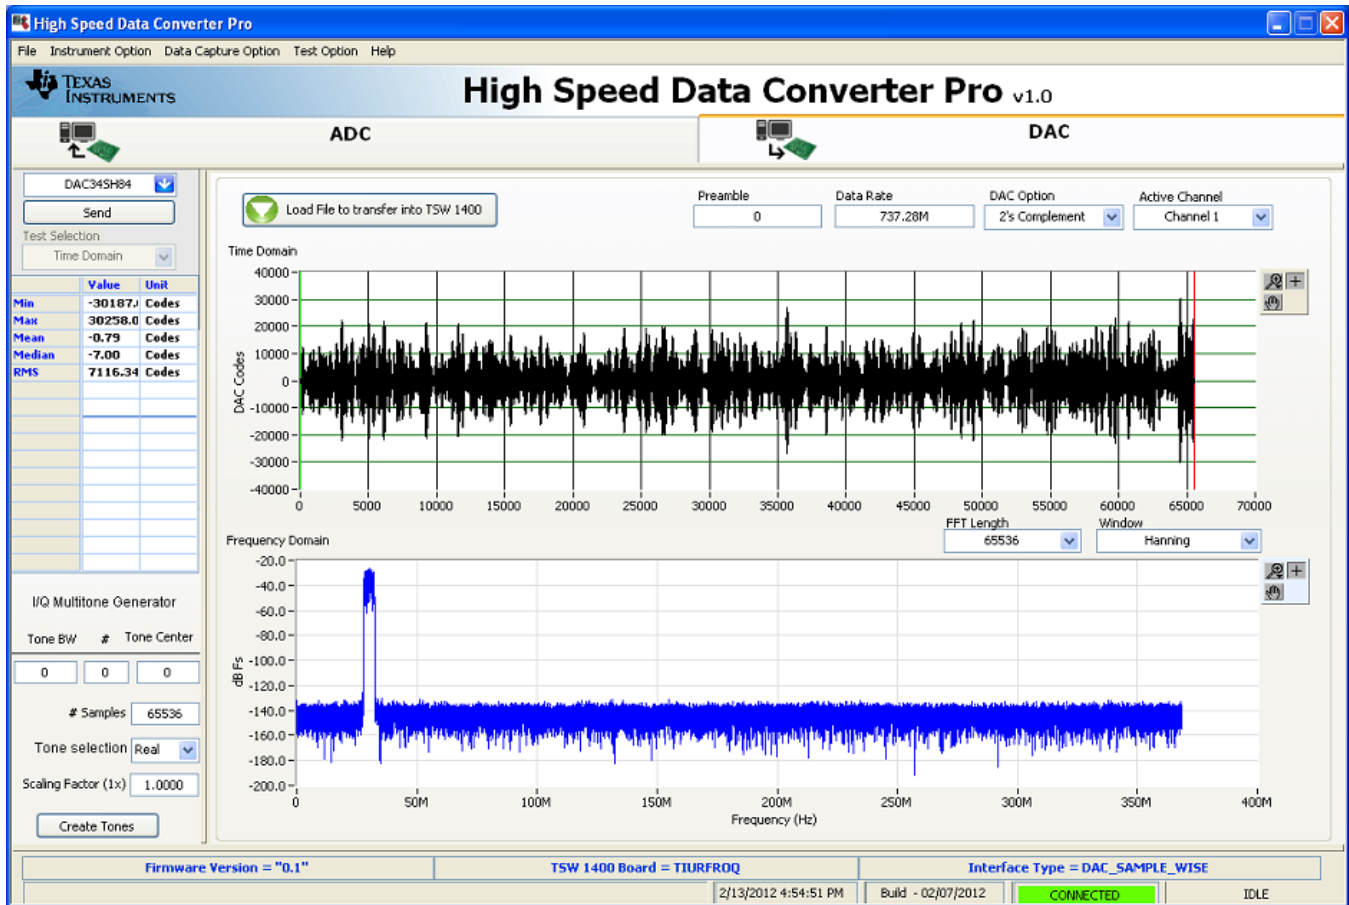 High Speed Data Converter Pro
File Instrument Option Data Capture Option Test Option Help
TEXAS INSTRUMENTS
High Speed Data Converter Pro v1.0
ADC
DAC
DAC34SH84
Send
Test Selection
Time Domain
Value Unit
Min -30187. Codes
Max 30258.0 Codes
Mean -0.79 Codes
Median -7.00 Codes
RMS 7116.34 Codes
I/Q Multitone Generator
Tone BW # Tone Center
0 0 0
# Samples 65536
Tone selection Real
Scaling Factor (1x) 1.0000
Create Tones
Load File to transfer into TSW 1400
Preamble Data Rate DAC Option Active Channel
0 737.28M 2's Complement Channel 1
Time Domain
40000
30000
20000
10000
0
-10000
-20000
-30000
-40000
DAC Codes
0 5000 10000 15000 20000 25000 30000 35000 40000 45000 50000 55000 60000 65000 70000
FFT Length Window
65536 Hanning
Frequency Domain
-20.0
-40.0
-60.0
-80.0
-100.0
-120.0
-140.0
-160.0
-180.0
-200.0
dB Fs
0 50M 100M 150M 200M 250M 300M 350M 400M
Frequency (Hz)
Firmware Version = "0.1" TSW 1400 Board = TIURFROQ Interface Type = DAC_SAMPLE_WISE
2/13/2012 4:54:51 PM Build - 02/07/2012 CONNECTED IDLE